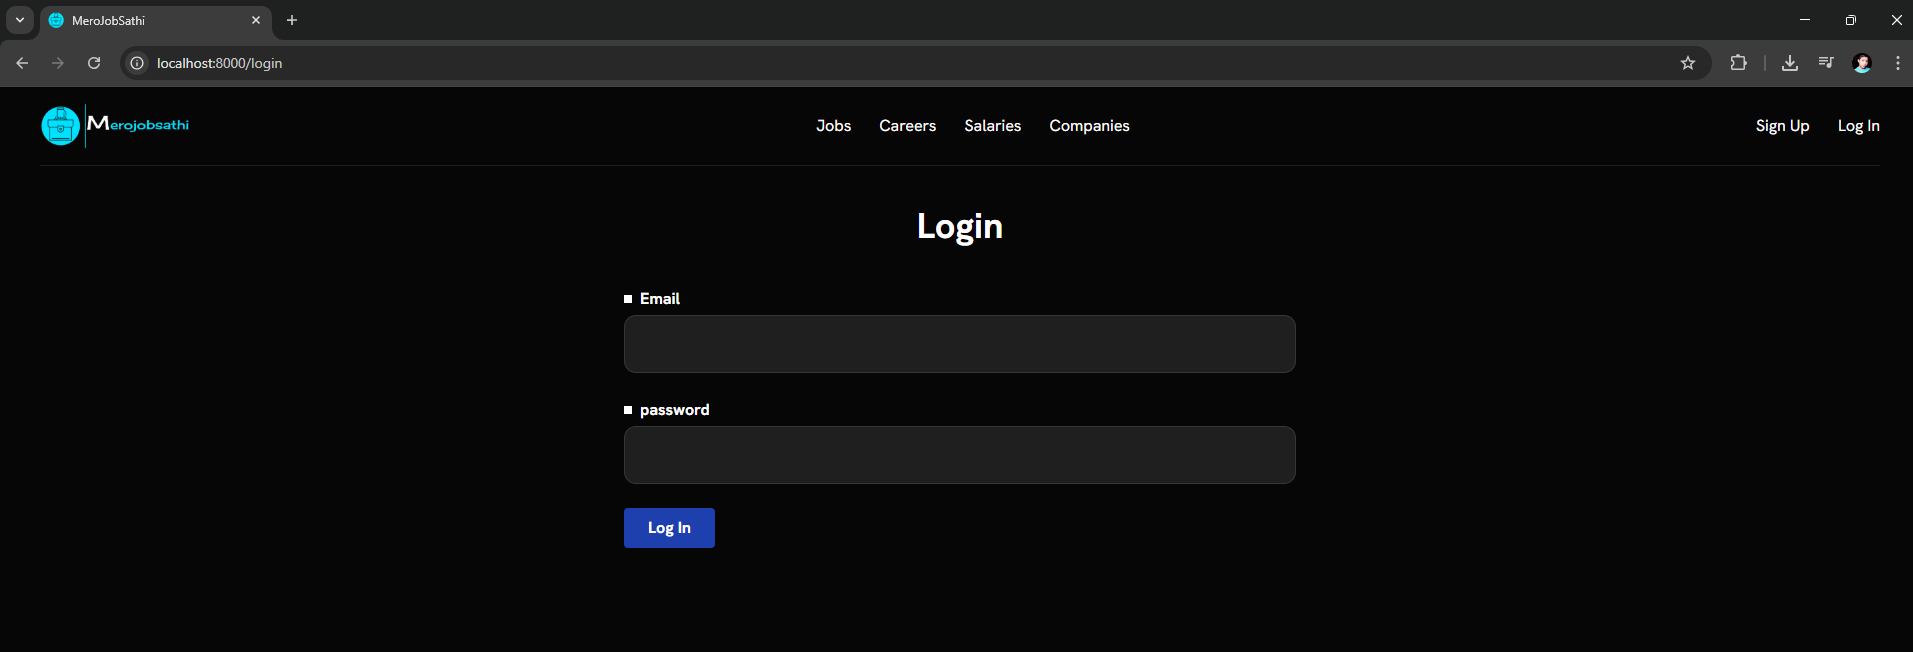 MeroJobSathi
localhost:8000/login
Merojobsathi
Jobs Careers Salaries Companies
Sign Up Log In
Login
Email
password
Log In